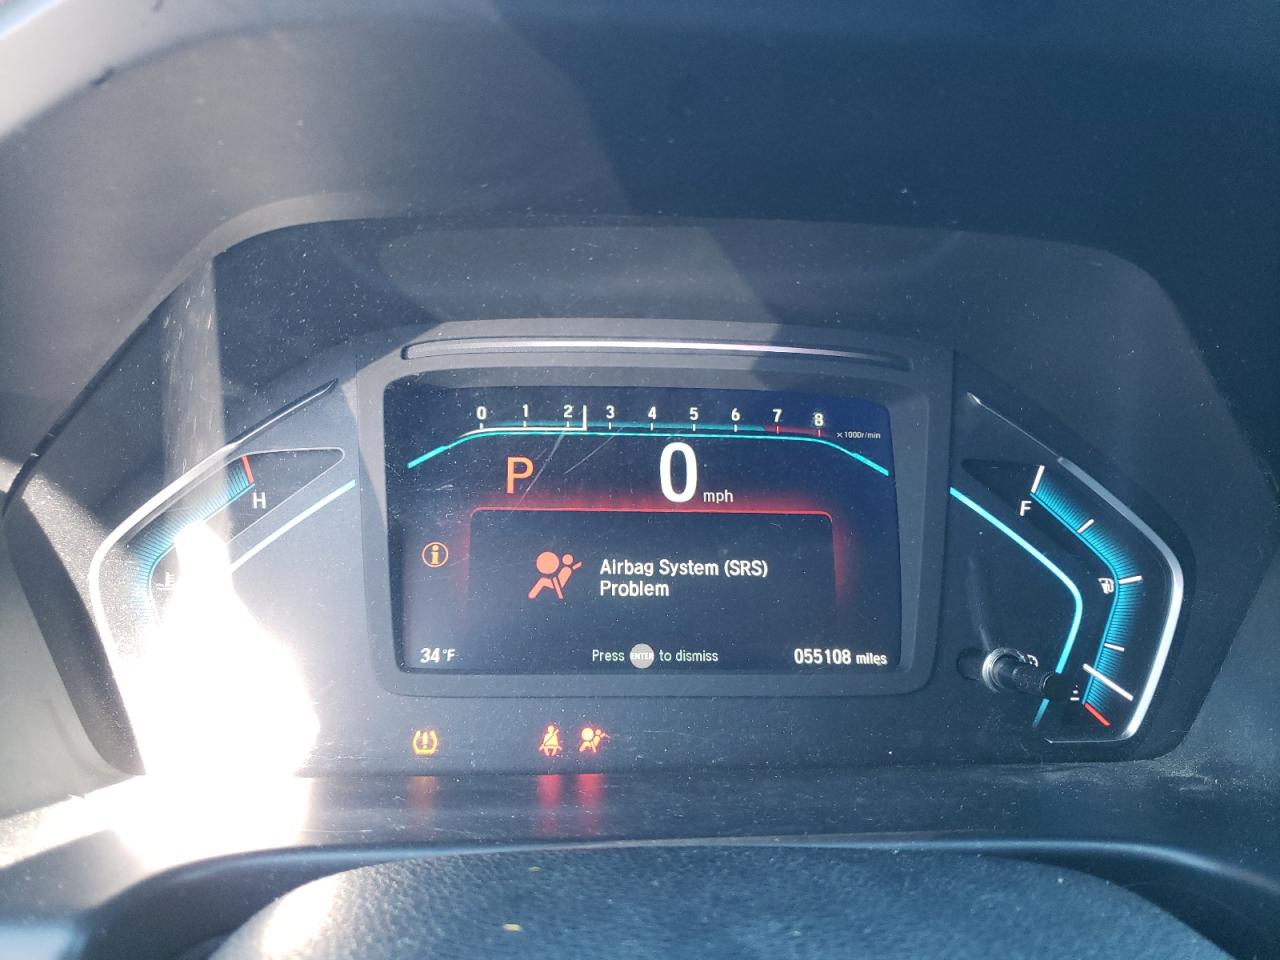 0 1 2 3 4 5 6 7 8
×1000r/min
P 0 mph
H
F
Airbag System (SRS)
Problem
34°F
Press ENTER to dismiss
055108 miles